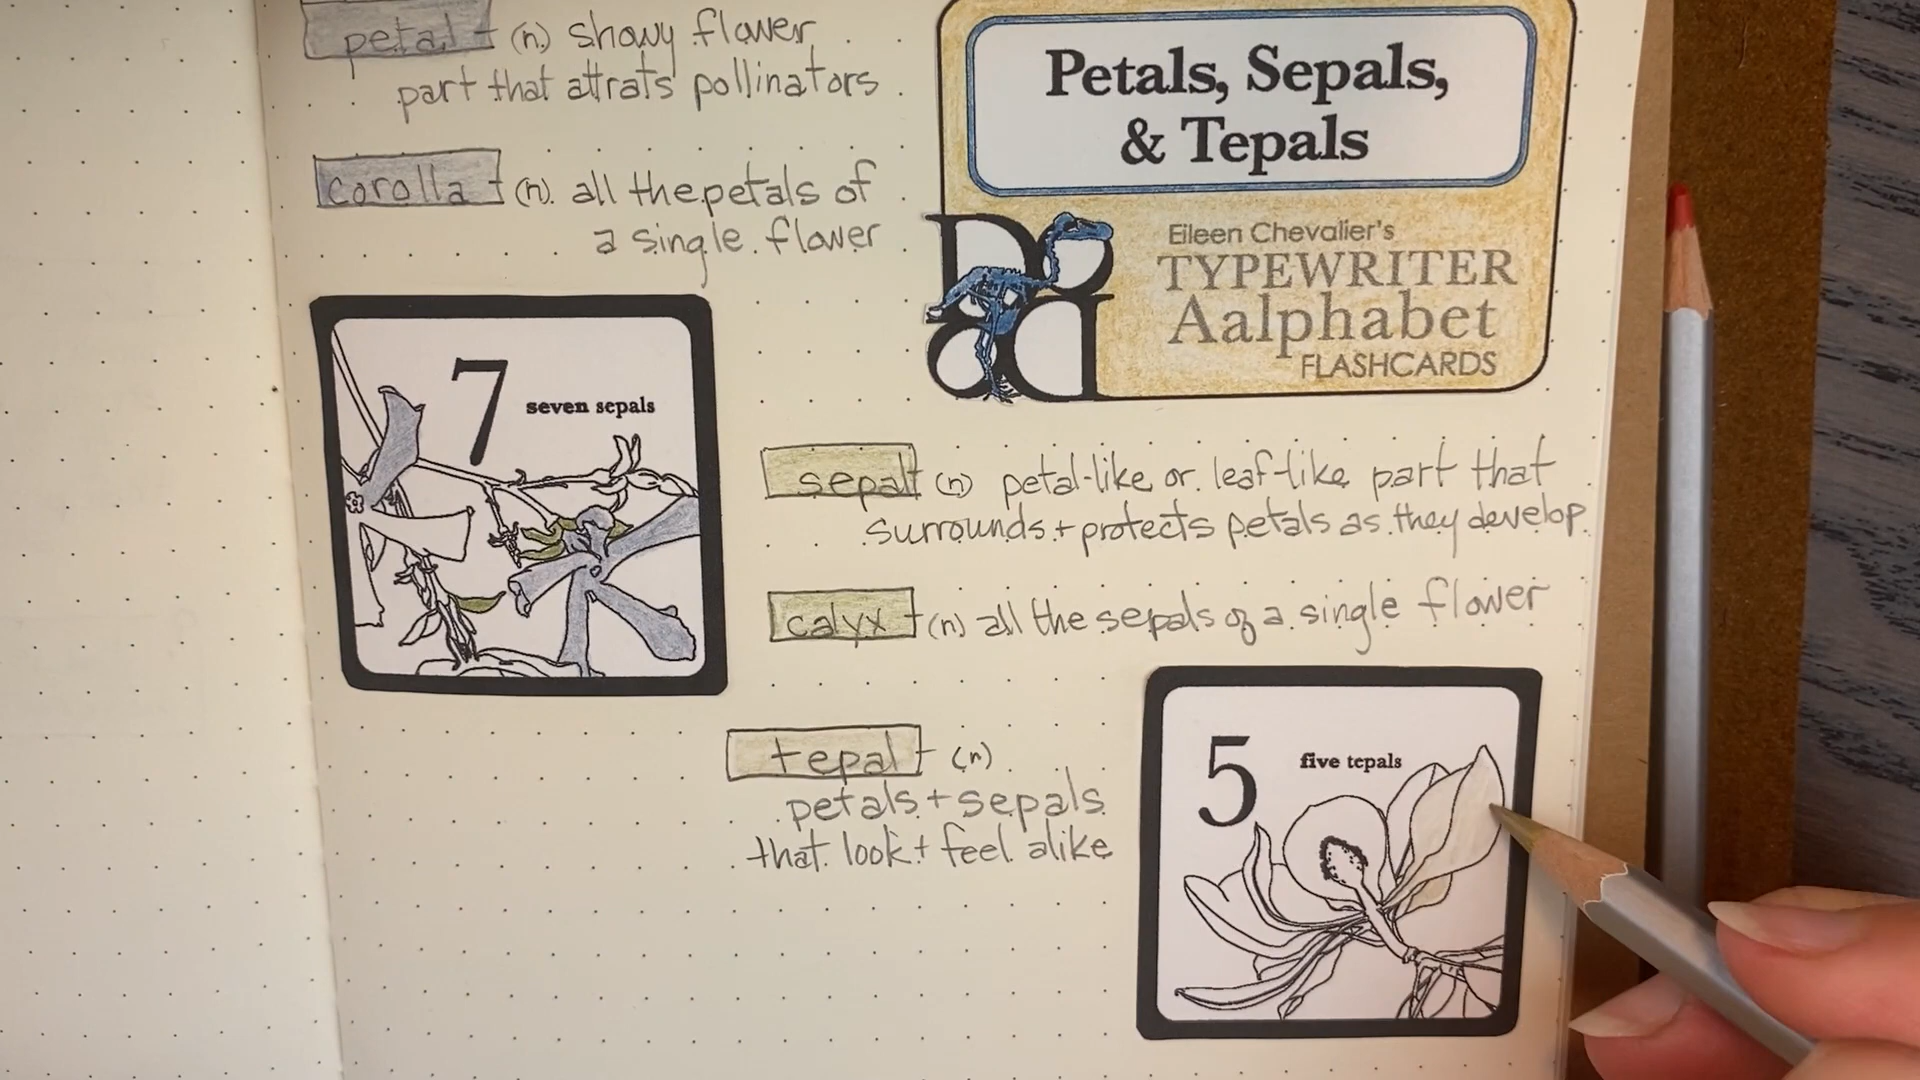 petal (n) showy flower
part that attrats pollinators
corolla (n). all the petals of
a single flower
Petals, Sepals,
& Tepals
Eileen Chevalier's
TYPEWRITER
Aalphabet
FLASHCARDS
7
seven sepals
sepal (n) petal-like or leaf-like part that
surrounds + protects petals as they develop.
calyx (n) all the sepals of a single flower
tepal (n)
petals + sepals
that look + feel alike
5
five tepals